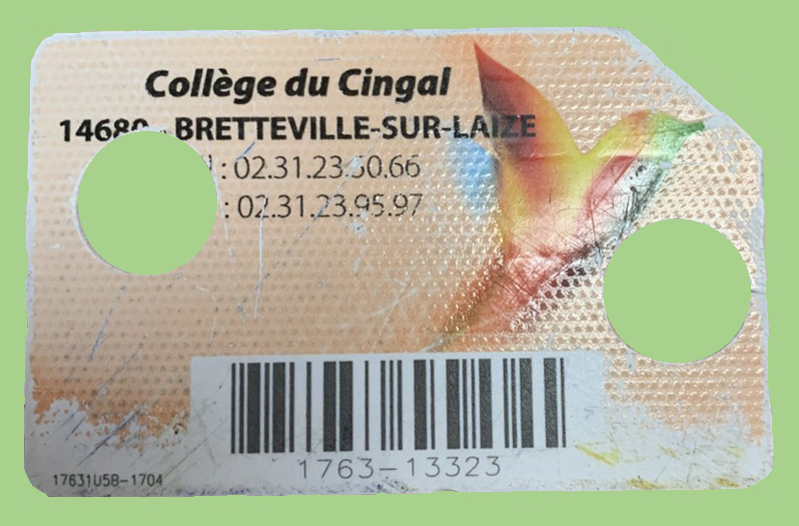 Collège du Cingal
14680 - BRETTEVILLE-SUR-LAIZE
: 02.31.23.50.66
: 02.31.23.95.97
1763-13323
17631U5B-1704